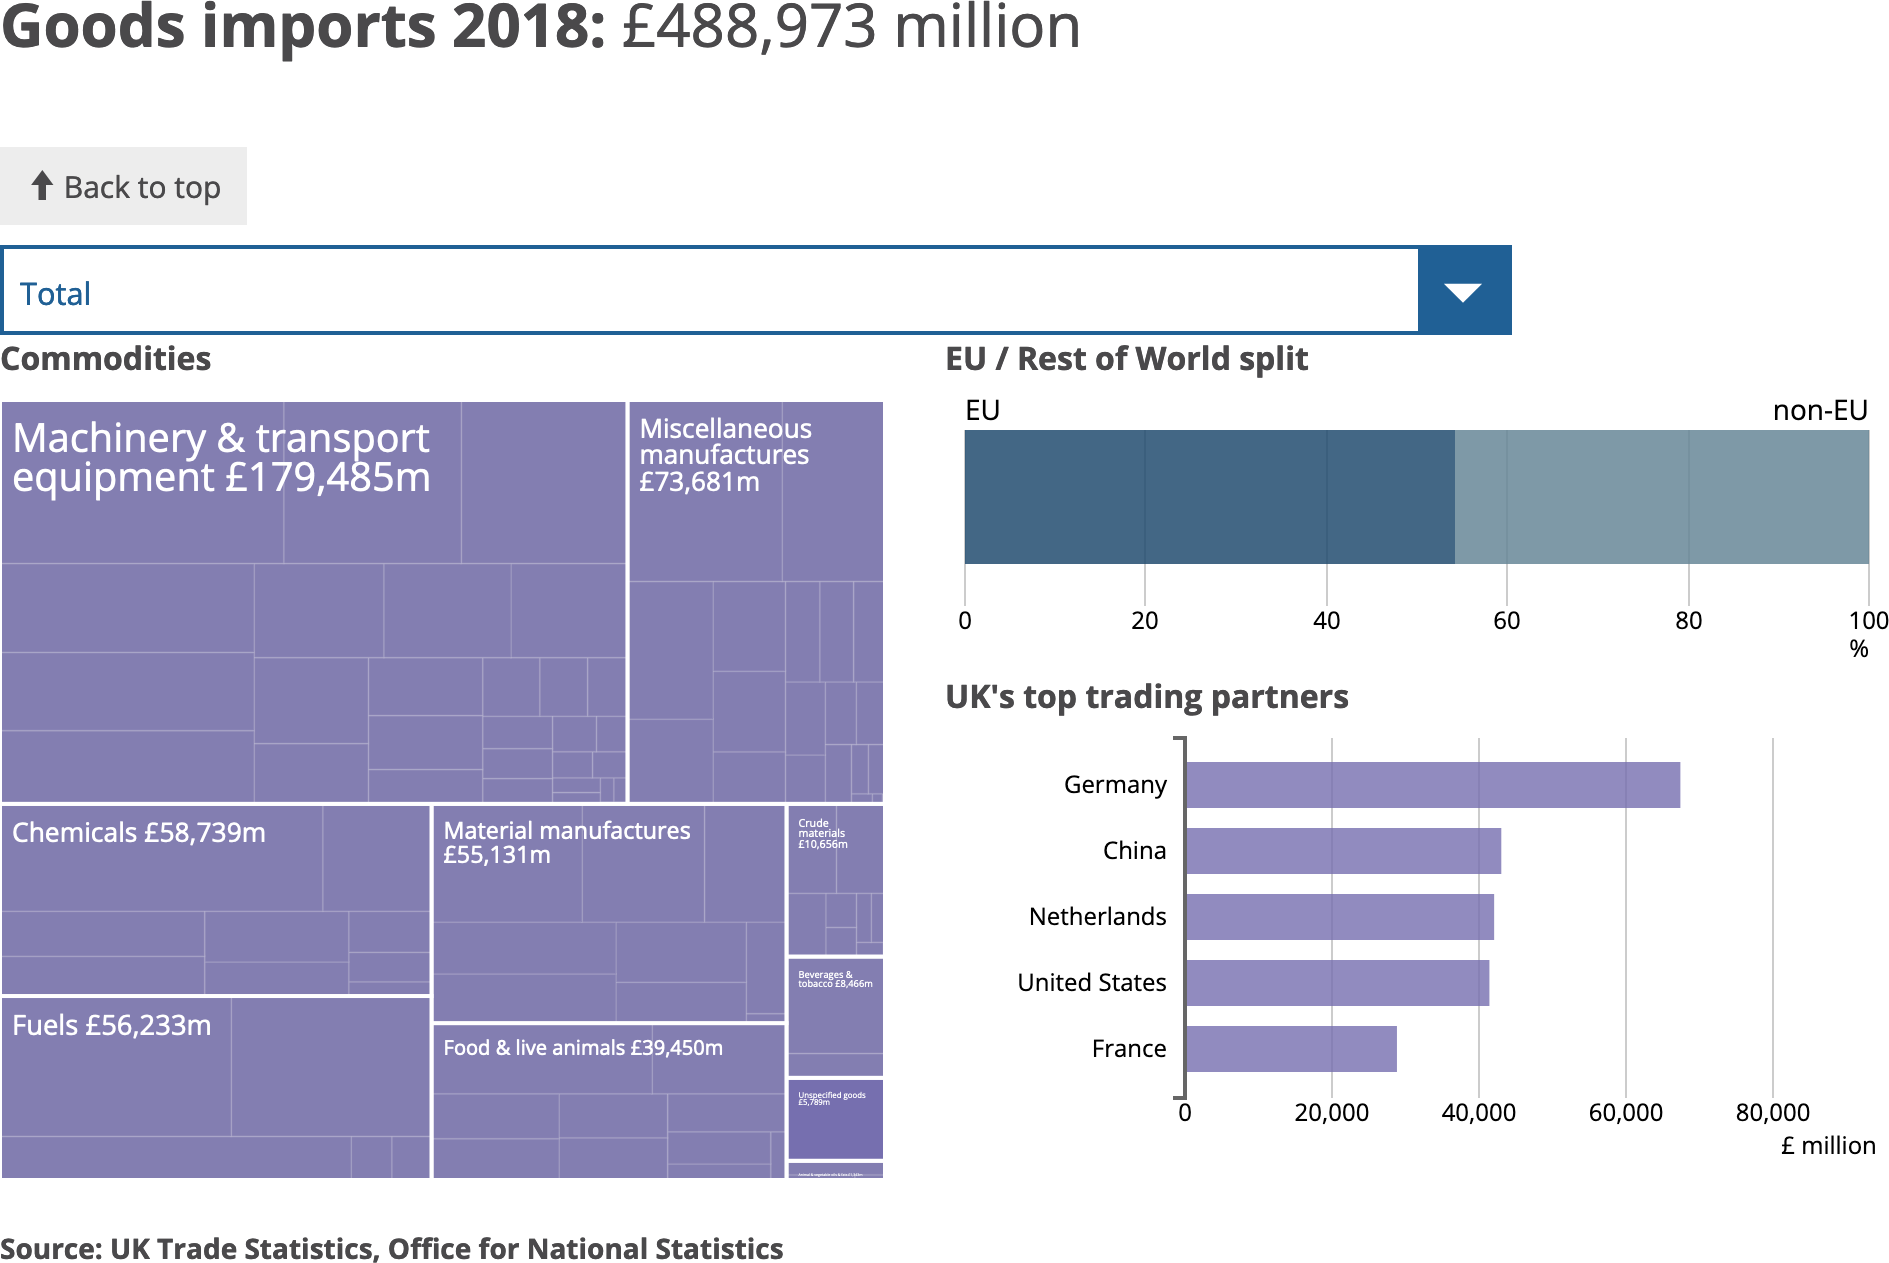 Goods imports 2018: £488,973 million
Back to top
Total
Commodities
Machinery & transport
equipment £179,485m
Miscellaneous
manufactures
£73,681m
Chemicals £58,739m
Material manufactures
£55,131m
Crude
materials
£10,656m
Beverages &
tobacco £8,466m
Fuels £56,233m
Food & live animals £39,450m
Unspecified goods
£5,789m
EU / Rest of World split
EU
non-EU
0
20
40
60
80
100
%
UK's top trading partners
Germany
China
Netherlands
United States
France
0
20,000
40,000
60,000
80,000
£ million
Source: UK Trade Statistics, Office for National Statistics